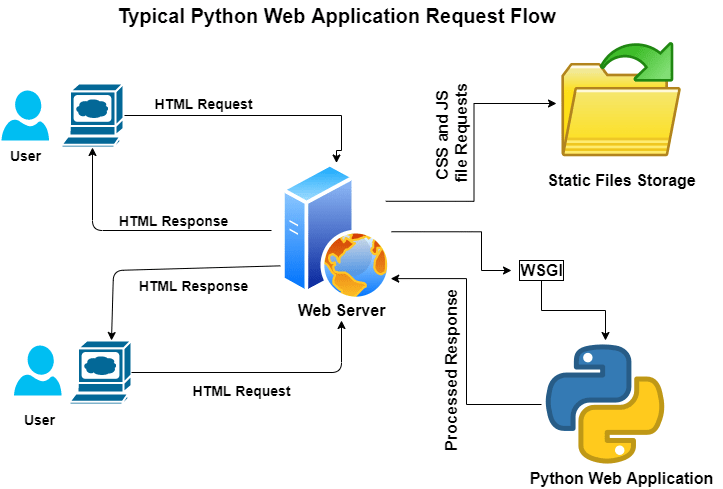 Typical Python Web Application Request Flow
HTML Request
User
HTML Response
CSS and JS
file Requests
Static Files Storage
WSGI
HTML Response
Web Server
Processed Response
HTML Request
User
Python Web Application